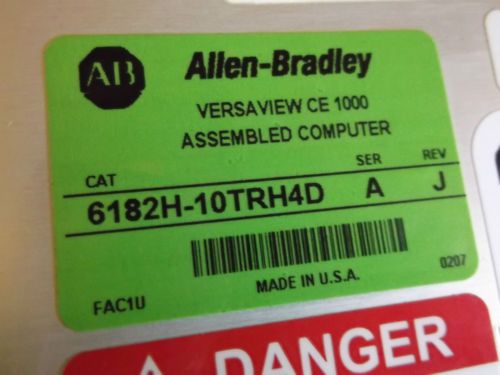 AB Allen-Bradley
VERSAVIEW CE 1000
ASSEMBLED COMPUTER
CAT SER REV
6182H-10TRH4D A J
MADE IN U.S.A.
FAC1U 0207
DANGER